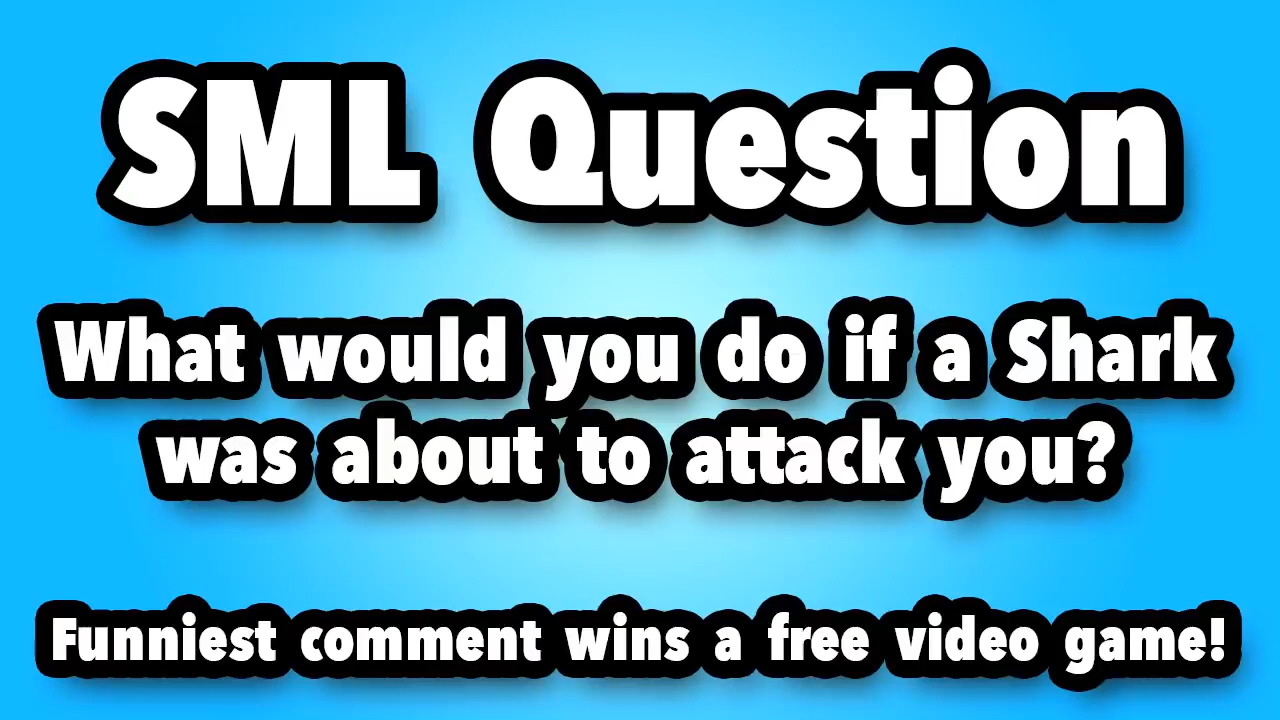 SML Question
What would you do if a Shark
was about to attack you?
Funniest comment wins a free video game!